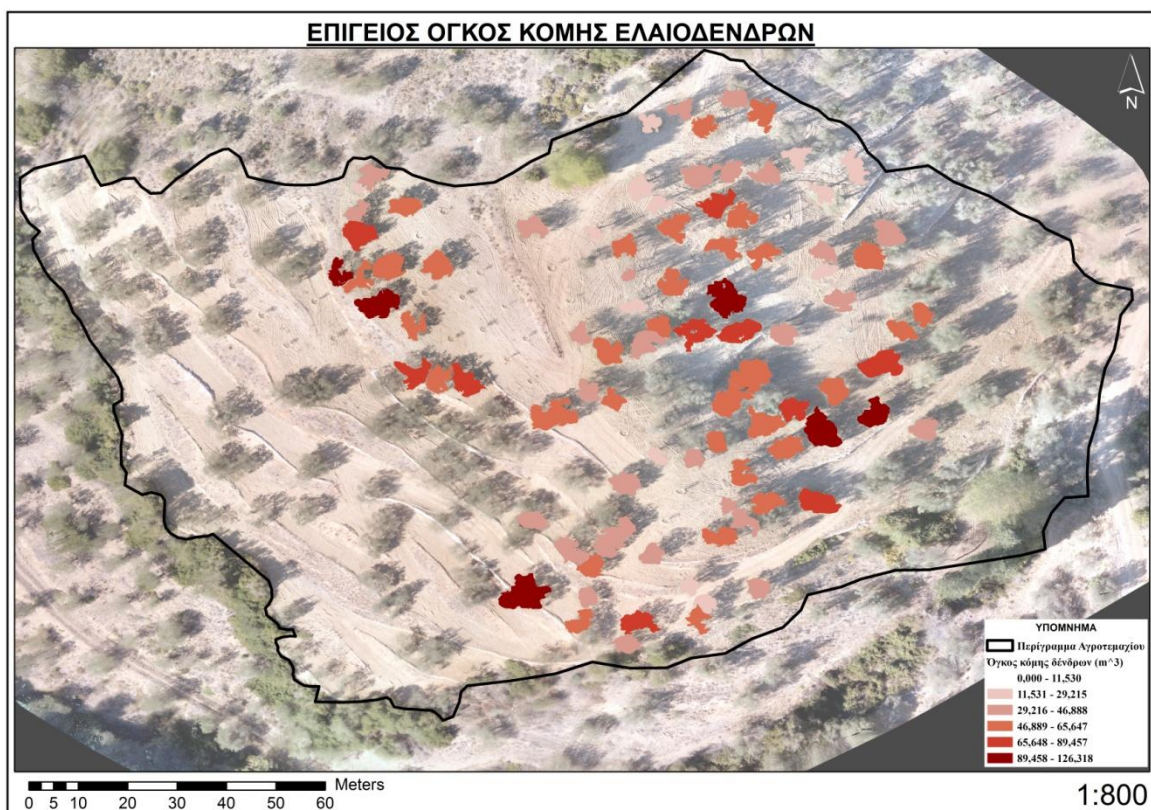 ΕΠΙΓΕΙΟΣ ΟΓΚΟΣ ΚΟΜΗΣ ΕΛΑΙΟΔΕΝΔΡΩΝ
N
ΥΠΟΜΝΗΜΑ
Περίγραμμα Αγροτεμαχίου
Όγκος κόμης δένδρων (m^3)
0,000 - 11,530
11,531 - 29,215
29,216 - 46,888
46,889 - 65,647
65,648 - 89,457
89,458 - 126,318
Meters
0 5 10 20 30 40 50 60
1:800